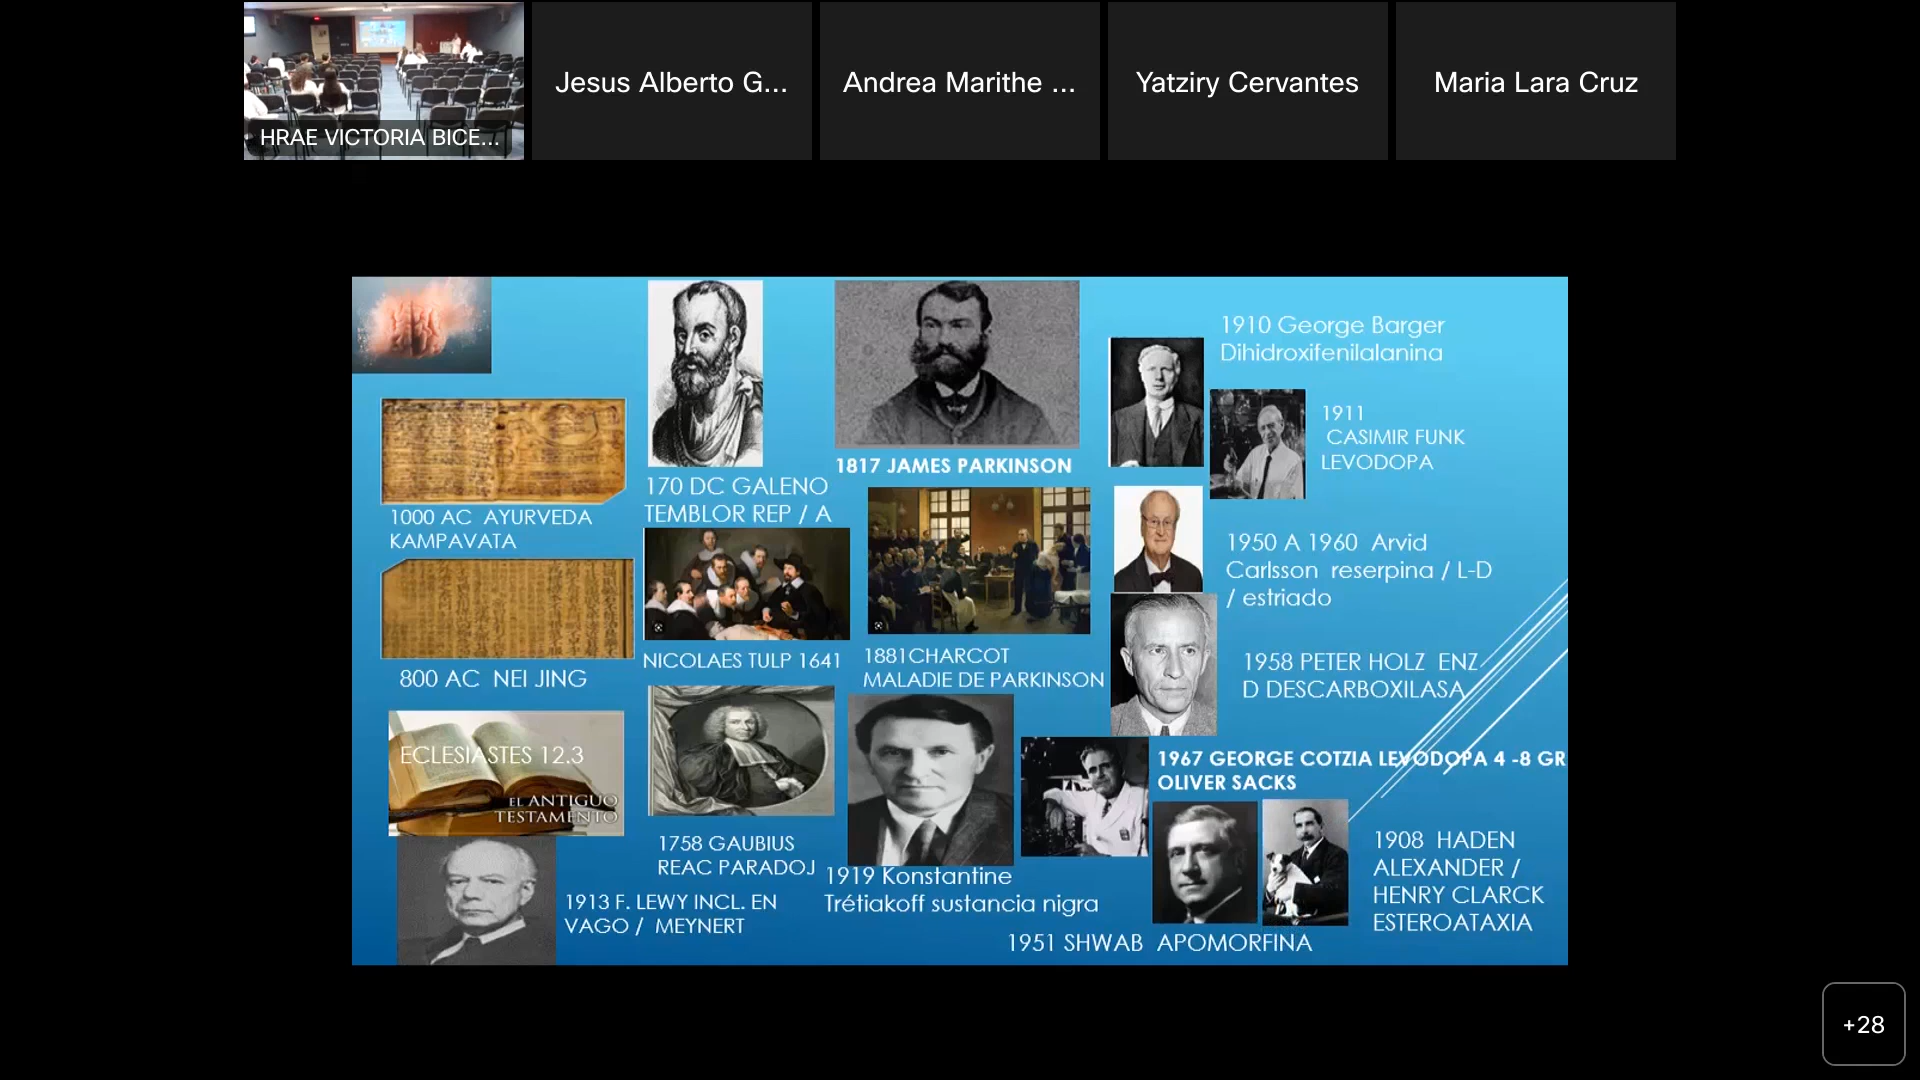 HRAE VICTORIA BICE...
Jesus Alberto G...
Andrea Marithe ...
Yatziry Cervantes
Maria Lara Cruz
1000 AC AYURVEDA
KAMPAVATA
800 AC NEI JING
ECLESIASTES 12.3
EL ANTIGUO
TESTAMENTO
1913 F. LEWY INCL. EN
VAGO / MEYNERT
170 DC GALENO
TEMBLOR REP / A
NICOLAES TULP 1641
1758 GAUBIUS
REAC PARADOJ
1817 JAMES PARKINSON
1881CHARCOT
MALADIE DE PARKINSON
1919 Konstantine
Trétiakoff sustancia nigra
1910 George Barger
Dihidroxifenilalanina
1911
CASIMIR FUNK
LEVODOPA
1950 A 1960 Arvid
Carlsson reserpina / L-D
/ estriado
1958 PETER HOLZ ENZ
D DESCARBOXILASA
1967 GEORGE COTZIA LEVODOPA 4 -8 GR
OLIVER SACKS
1908 HADEN
ALEXANDER /
HENRY CLARCK
ESTEROATAXIA
1951 SHWAB APOMORFINA
+28